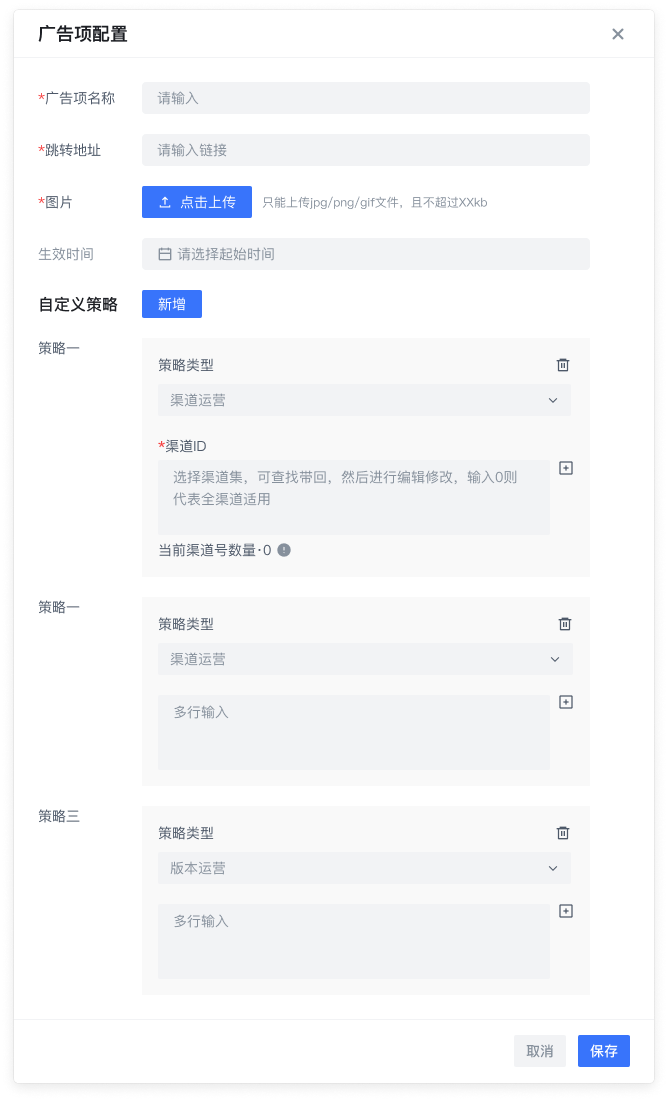 广告项配置
*广告项名称
请输入
*跳转地址
请输入链接
*图片
点击上传
只能上传jpg/png/gif文件，且不超过XXkb
生效时间
请选择起始时间
自定义策略
新增
策略一
策略类型
渠道运营
*渠道ID
选择渠道集，可查找带回，然后进行编辑修改，输入0则
代表全渠道适用
当前渠道号数量·0
策略一
策略类型
渠道运营
多行输入
策略三
策略类型
版本运营
多行输入
取消
保存